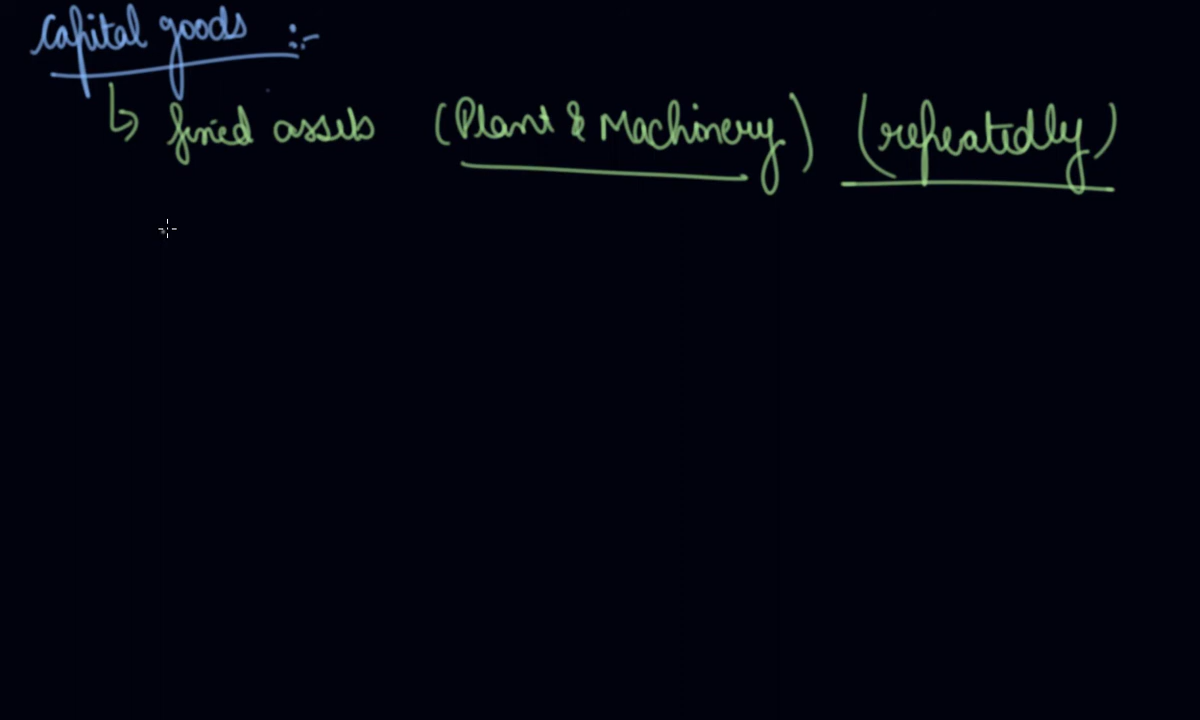 Capital goods :-
↳ fixed assets (Plant & Machinery) (repeatedly)